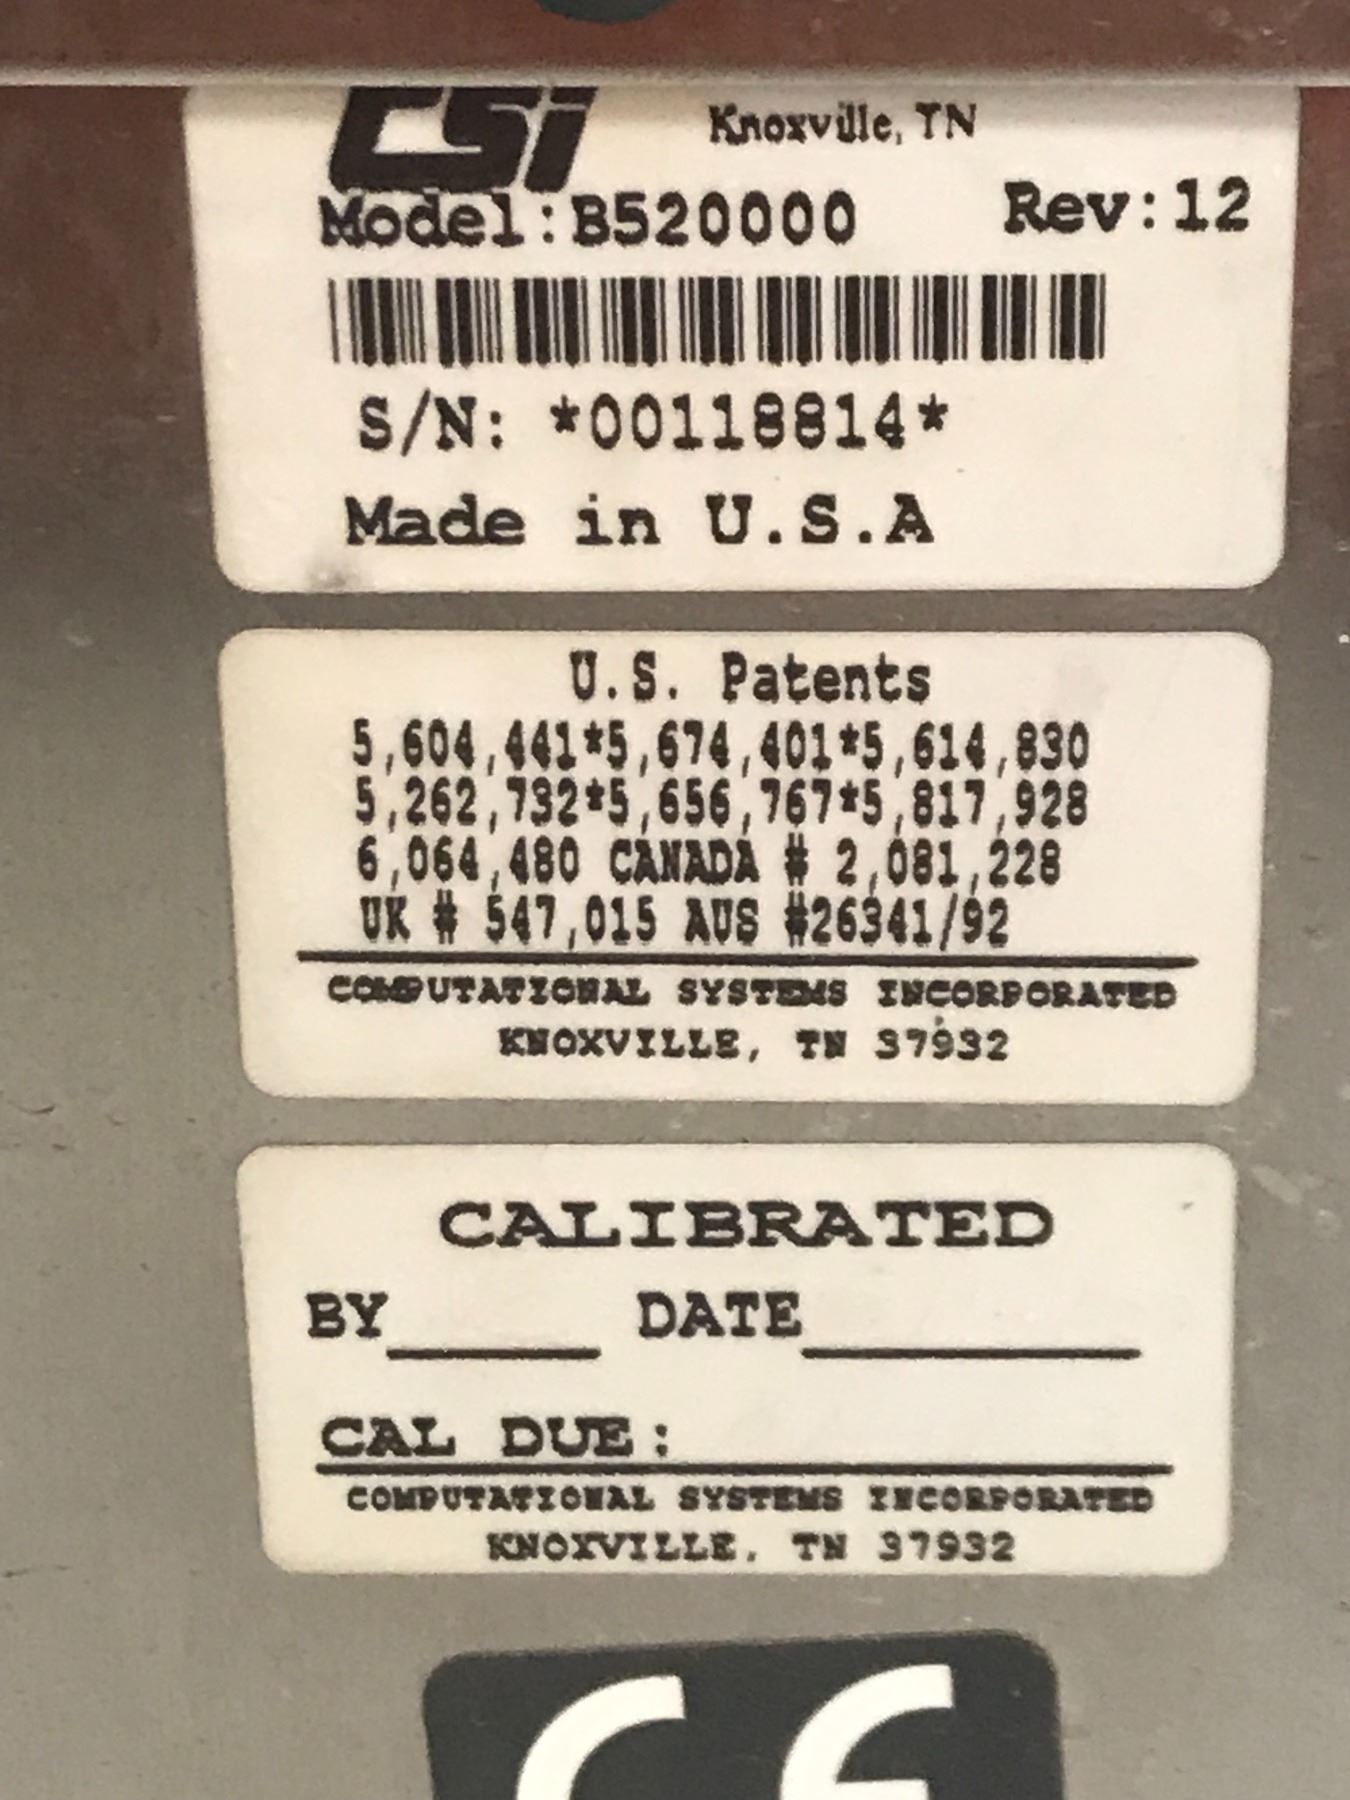 CSi Knoxville, TN
Model:B520000 Rev:12
S/N: *00118814*
Made in U.S.A
U.S. Patents
5,604,441*5,674,401*5,614,830
5,262,732*5,656,767*5,817,928
6,064,480 CANADA # 2,081,228
UK # 547,015 AUS #26341/92
COMPUTATIONAL SYSTEMS INCORPORATED
KNOXVILLE, TN 37932
CALIBRATED
BY_____ DATE________
CAL DUE:
COMPUTATIONAL SYSTEMS INCORPORATED
KNOXVILLE, TN 37932
CE